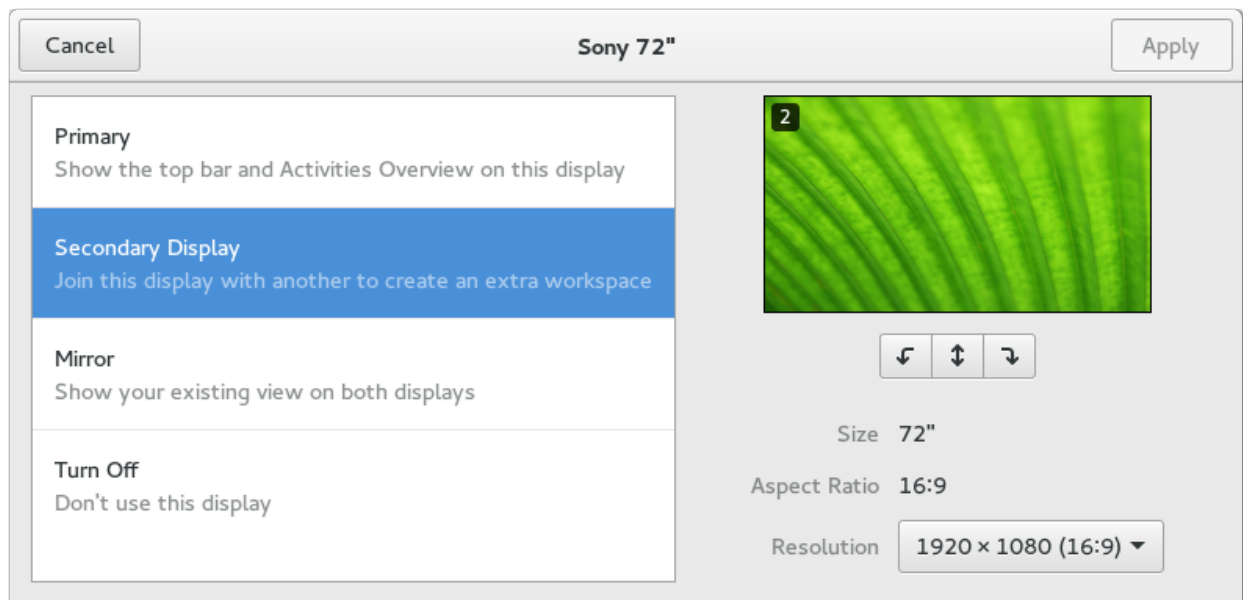 Cancel
Sony 72"
Apply
Primary
Show the top bar and Activities Overview on this display
Secondary Display
Join this display with another to create an extra workspace
Mirror
Show your existing view on both displays
Turn Off
Don't use this display
2
Size 72"
Aspect Ratio 16:9
Resolution 1920 × 1080 (16:9)